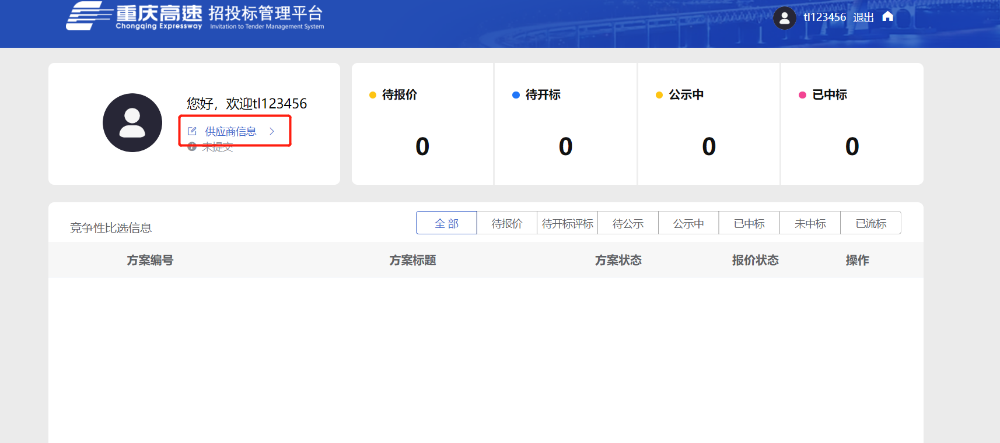 重庆高速 招投标管理平台
Chongqing Expressway Invitation to Tender Management System
tl123456 退出
您好，欢迎tl123456
供应商信息
未提交
待报价
0
待开标
0
公示中
0
已中标
0
竞争性比选信息
全 部 待报价 待开标评标 待公示 公示中 已中标 未中标 已流标
方案编号 方案标题 方案状态 报价状态 操作